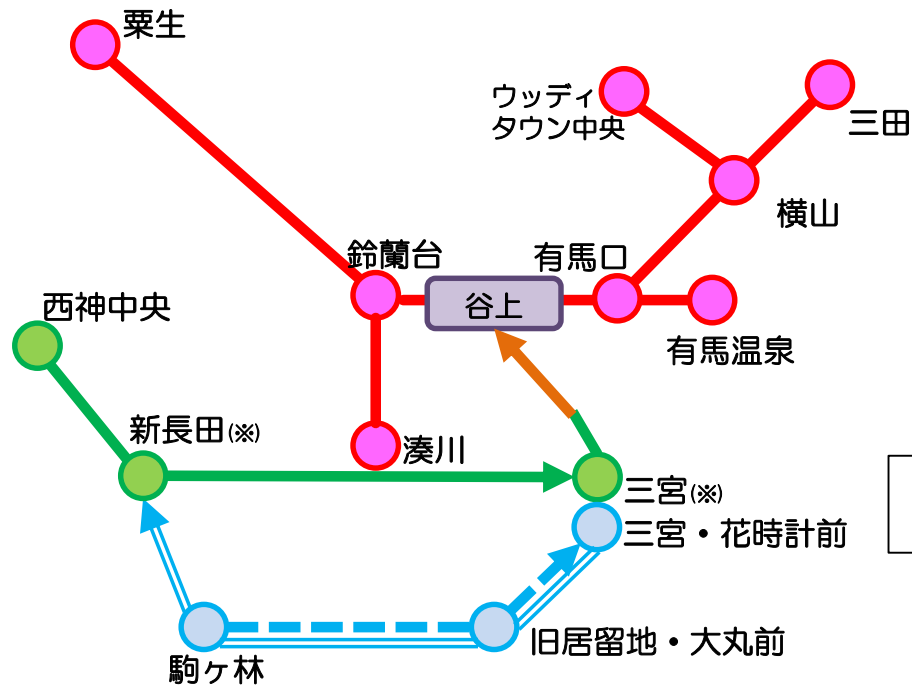 粟生
ウッディ
タウン中央
三田
横山
鈴蘭台
有馬口
谷上
西神中央
有馬温泉
新長田(※)
湊川
三宮(※)
三宮・花時計前
旧居留地・大丸前
駒ヶ林